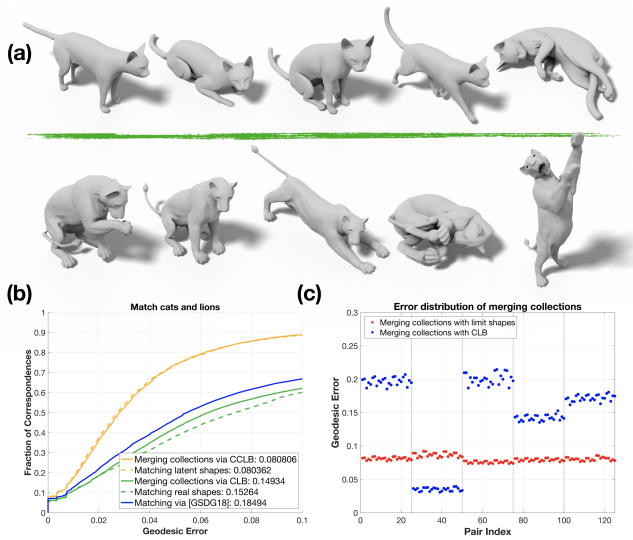 (a)
(b)
Match cats and lions
Fraction of Correspondences
1
0.9
0.8
0.7
0.6
0.5
0.4
0.3
0.2
0.1
0
Merging collections via CCLB: 0.080806
Matching latent shapes: 0.080362
Merging collections via CLB: 0.14934
Matching real shapes: 0.15264
Matching via [GSDG18]: 0.18494
0 0.02 0.04 0.06 0.08 0.1
Geodesic Error
(c)
Error distribution of merging collections
Geodesic Error
0.3
0.25
0.2
0.15
0.1
0.05
0
Merging collections with limit shapes
Merging collections with CLB
0 20 40 60 80 100 120
Pair Index